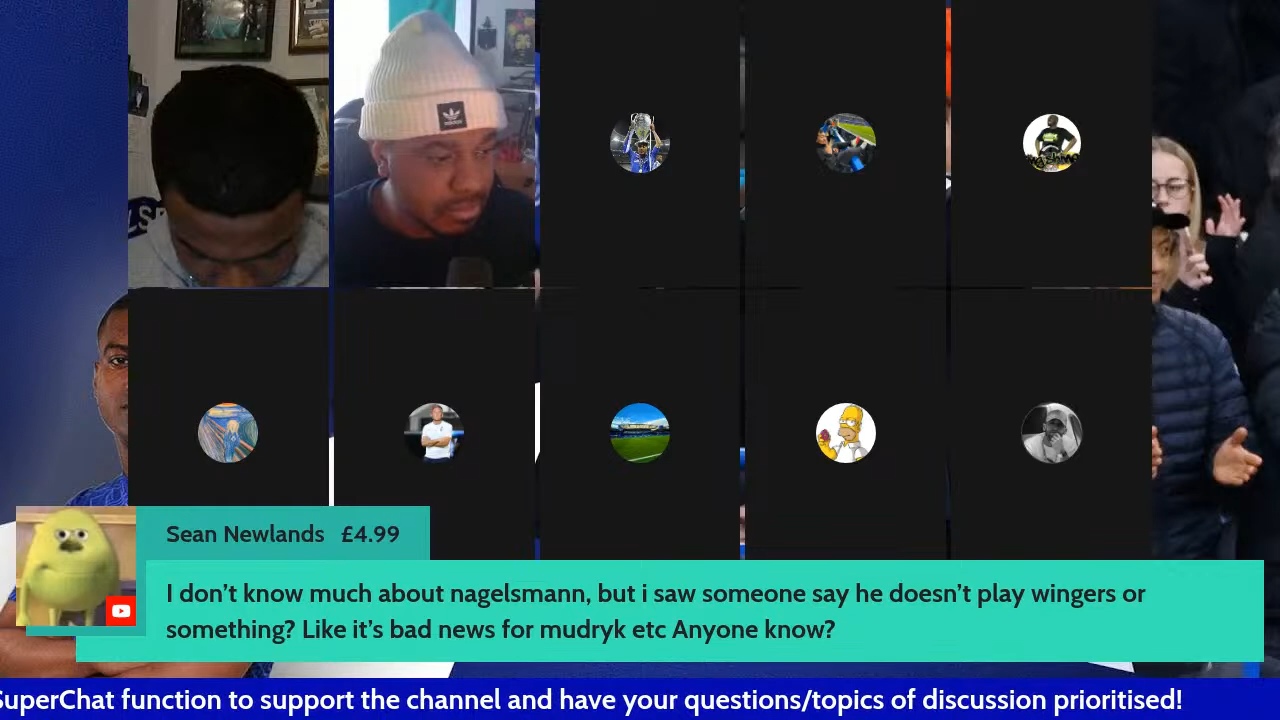 adidas
Sean Newlands £4.99
I don't know much about nagelsmann, but i saw someone say he doesn't play wingers or
something? Like it's bad news for mudryk etc Anyone know?
SuperChat function to support the channel and have your questions/topics of discussion prioritised!